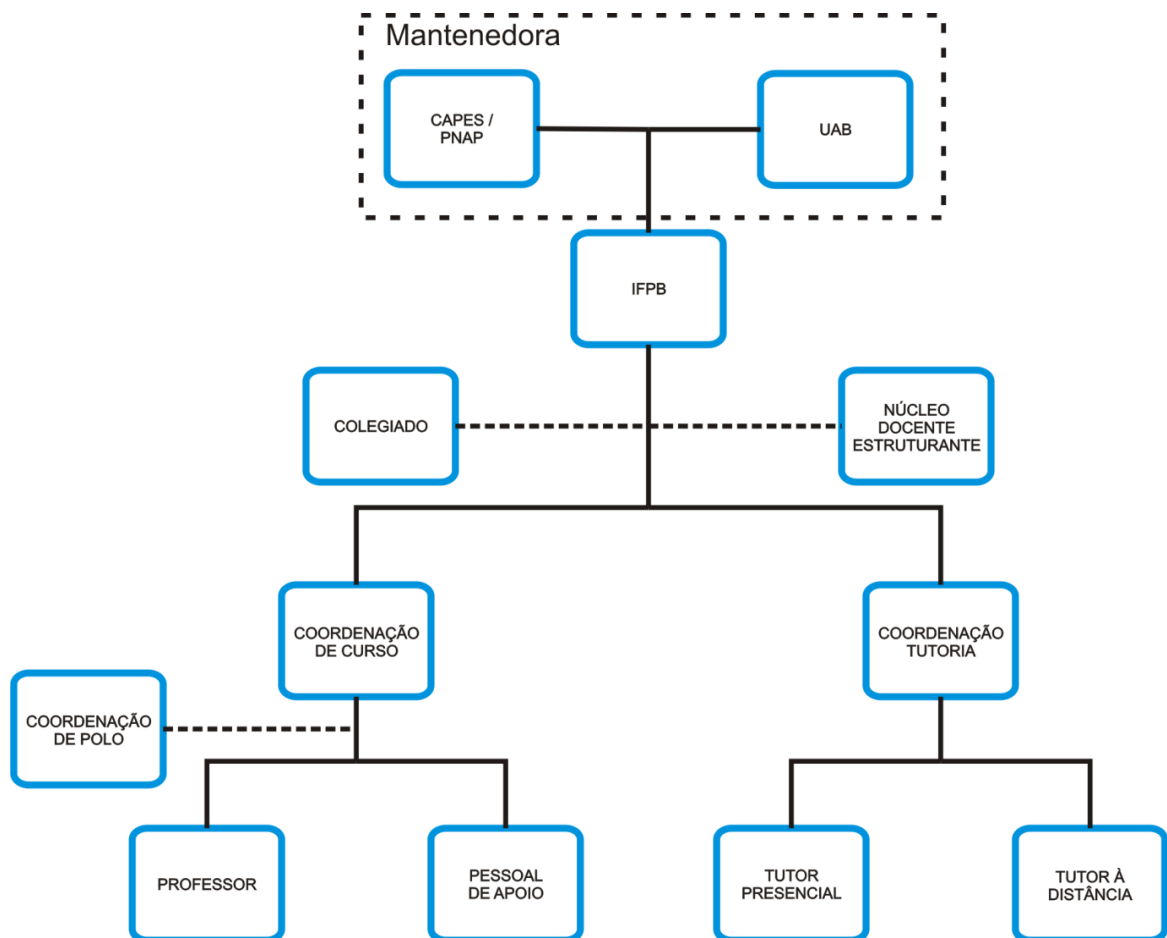 Mantenedora
CAPES /
PNAP
UAB
IFPB
COLEGIADO
NÚCLEO
DOCENTE
ESTRUTURANTE
COORDENAÇÃO
DE CURSO
COORDENAÇÃO
TUTORIA
COORDENAÇÃO
DE POLO
PROFESSOR
PESSOAL
DE APOIO
TUTOR
PRESENCIAL
TUTOR À
DISTÂNCIA